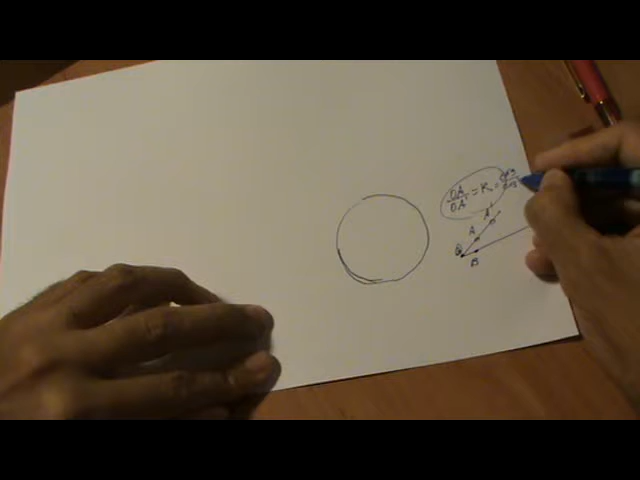 OA/OA' = K =
A'
A
O
B